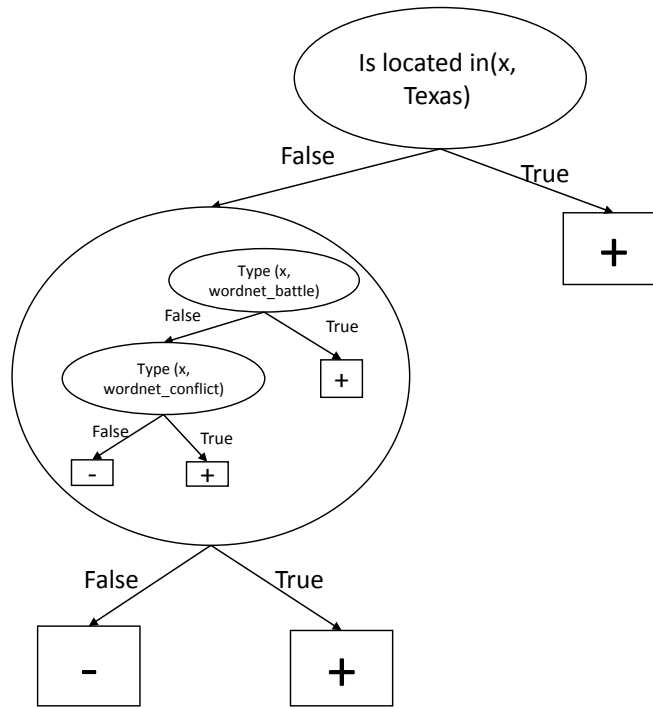 Is located in(x,
Texas)
False
True
+
Type (x,
wordnet_battle)
False
True
Type (x,
wordnet_conflict)
+
False
True
-
+
False
True
-
+